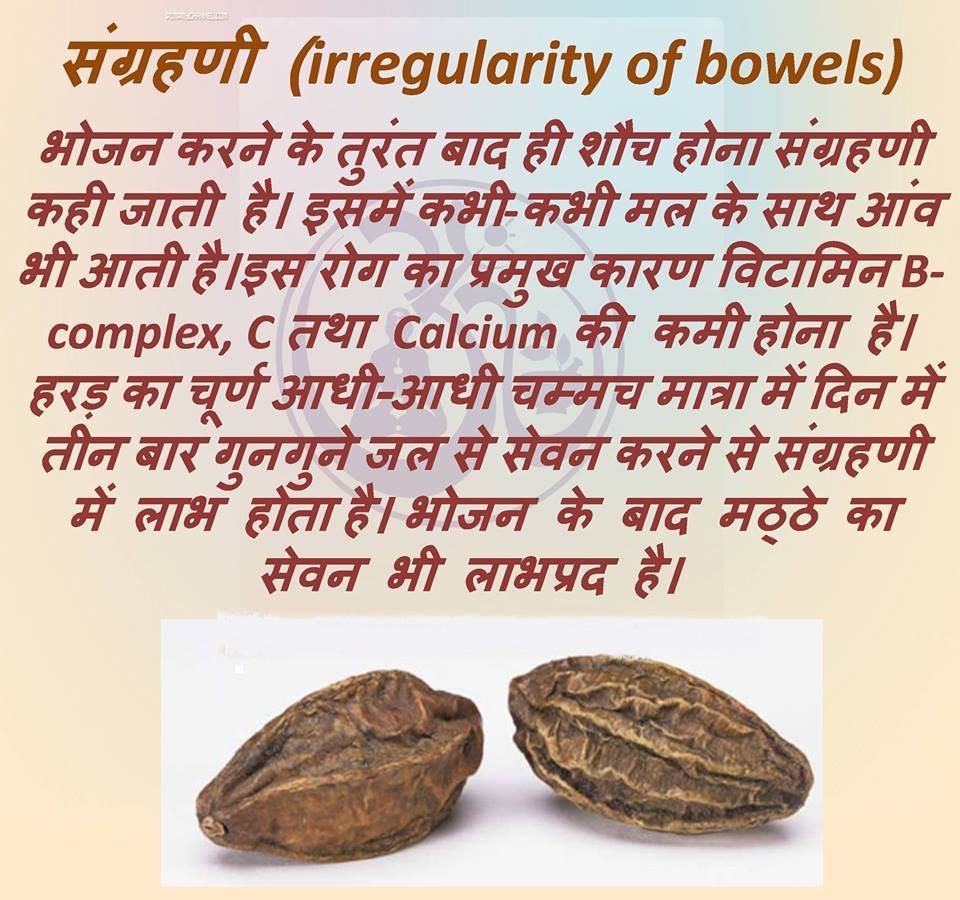 संग्रहणी (irregularity of bowels)
भोजन करने के तुरंत बाद ही शौच होना संग्रहणी
कही जाती है। इसमें कभी-कभी मल के साथ आंव
भी आती है।इस रोग का प्रमुख कारण विटामिन B-
complex, C तथा Calcium की कमी होना है।
हरड़ का चूर्ण आधी-आधी चम्मच मात्रा में दिन में
तीन बार गुनगुने जल से सेवन करने से संग्रहणी
में लाभ होता है। भोजन के बाद मठ्ठे का
सेवन भी लाभप्रद है।